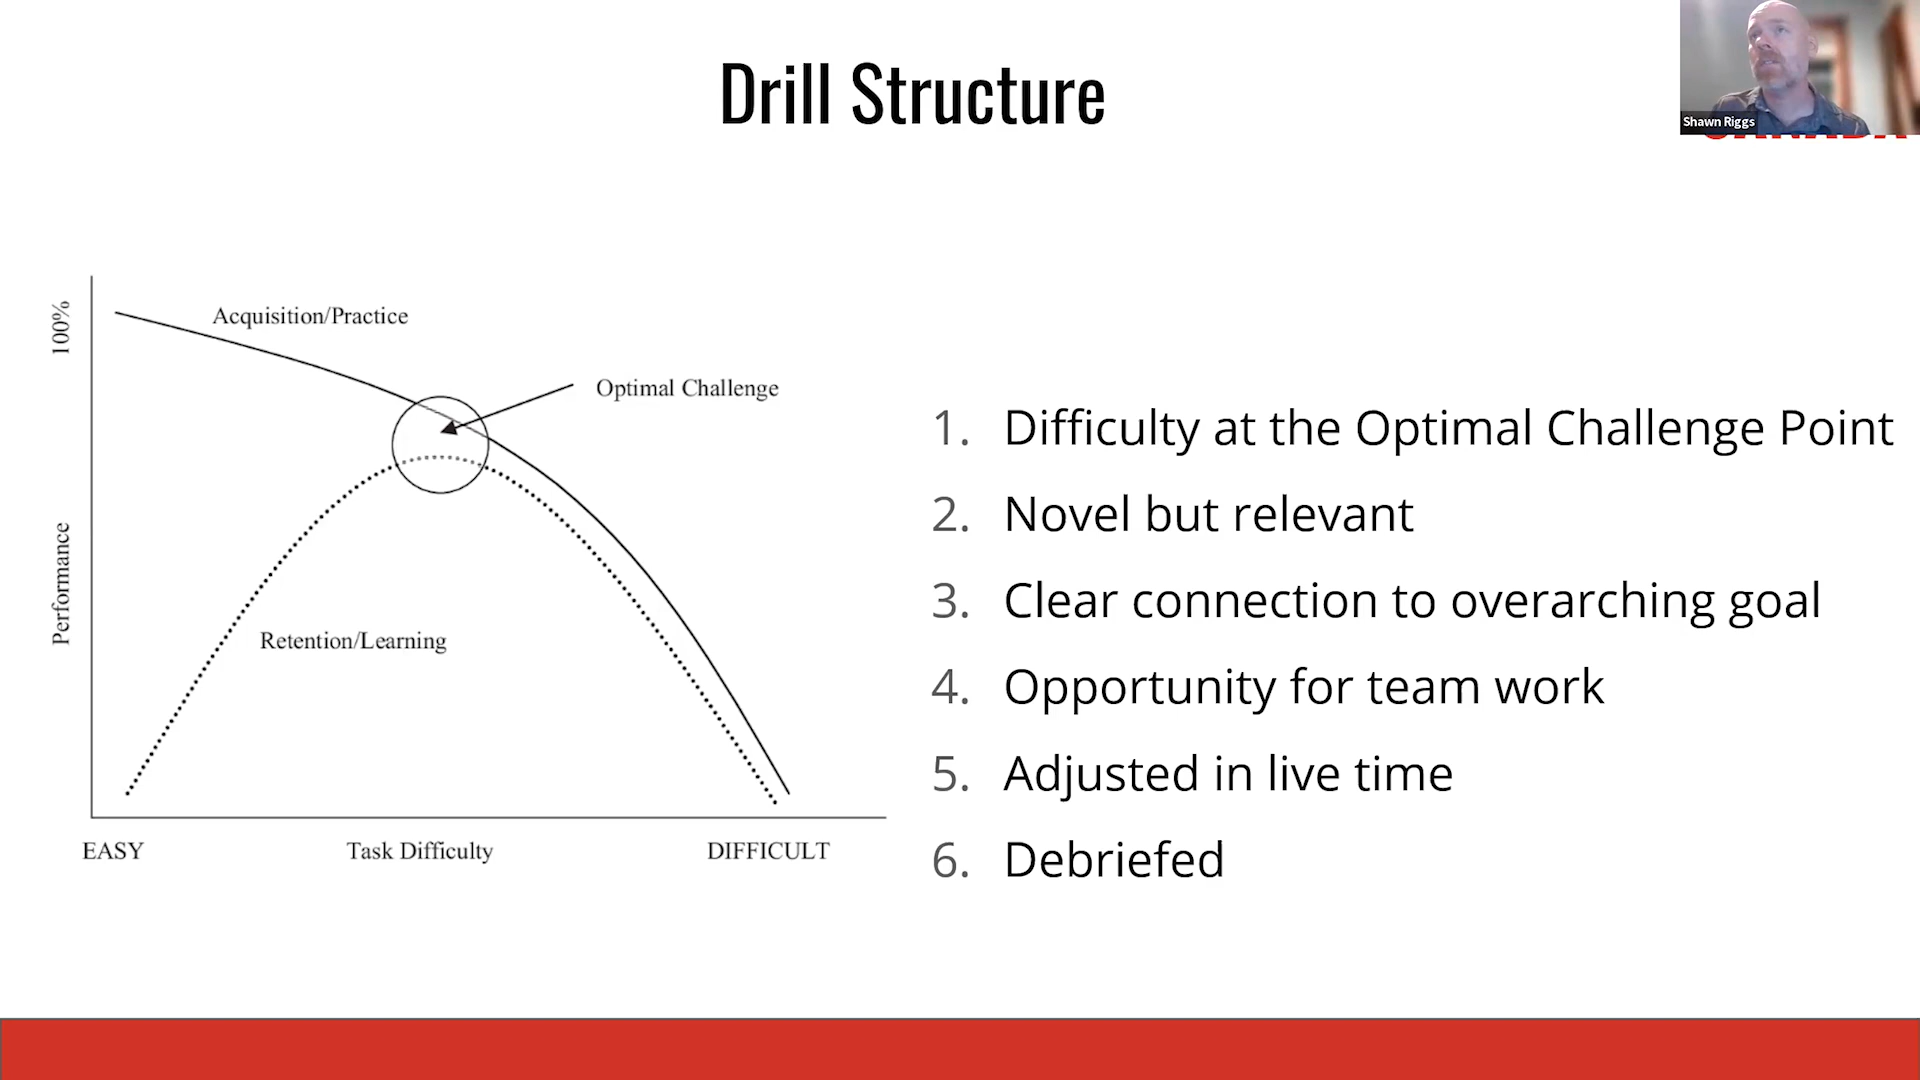 Drill Structure
Shawn Riggs
100%
Performance
Acquisition/Practice
Optimal Challenge
Retention/Learning
EASY
Task Difficulty
DIFFICULT
1. Difficulty at the Optimal Challenge Point
2. Novel but relevant
3. Clear connection to overarching goal
4. Opportunity for team work
5. Adjusted in live time
6. Debriefed